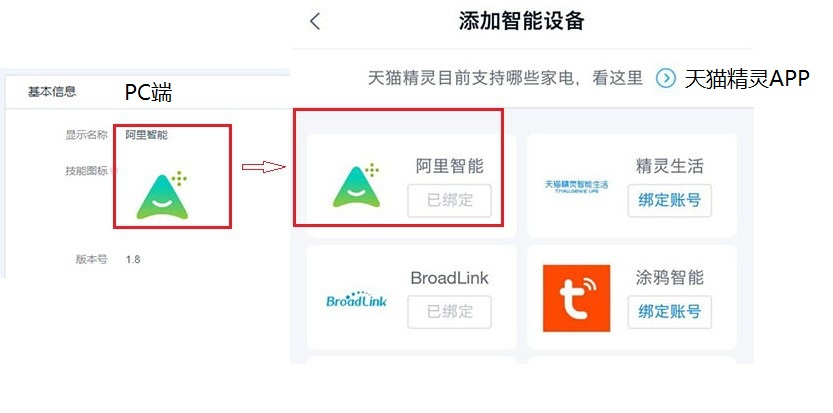 添加智能设备
天猫精灵目前支持哪些家电，看这里
天猫精灵APP
基本信息
PC端
显示名称
阿里智能
技能图标
版本号
1.8
阿里智能
已绑定
天猫精灵智能生活
TMALLGENIE LIFE
精灵生活
绑定账号
BroadLink
BroadLink
已绑定
涂鸦智能
绑定账号